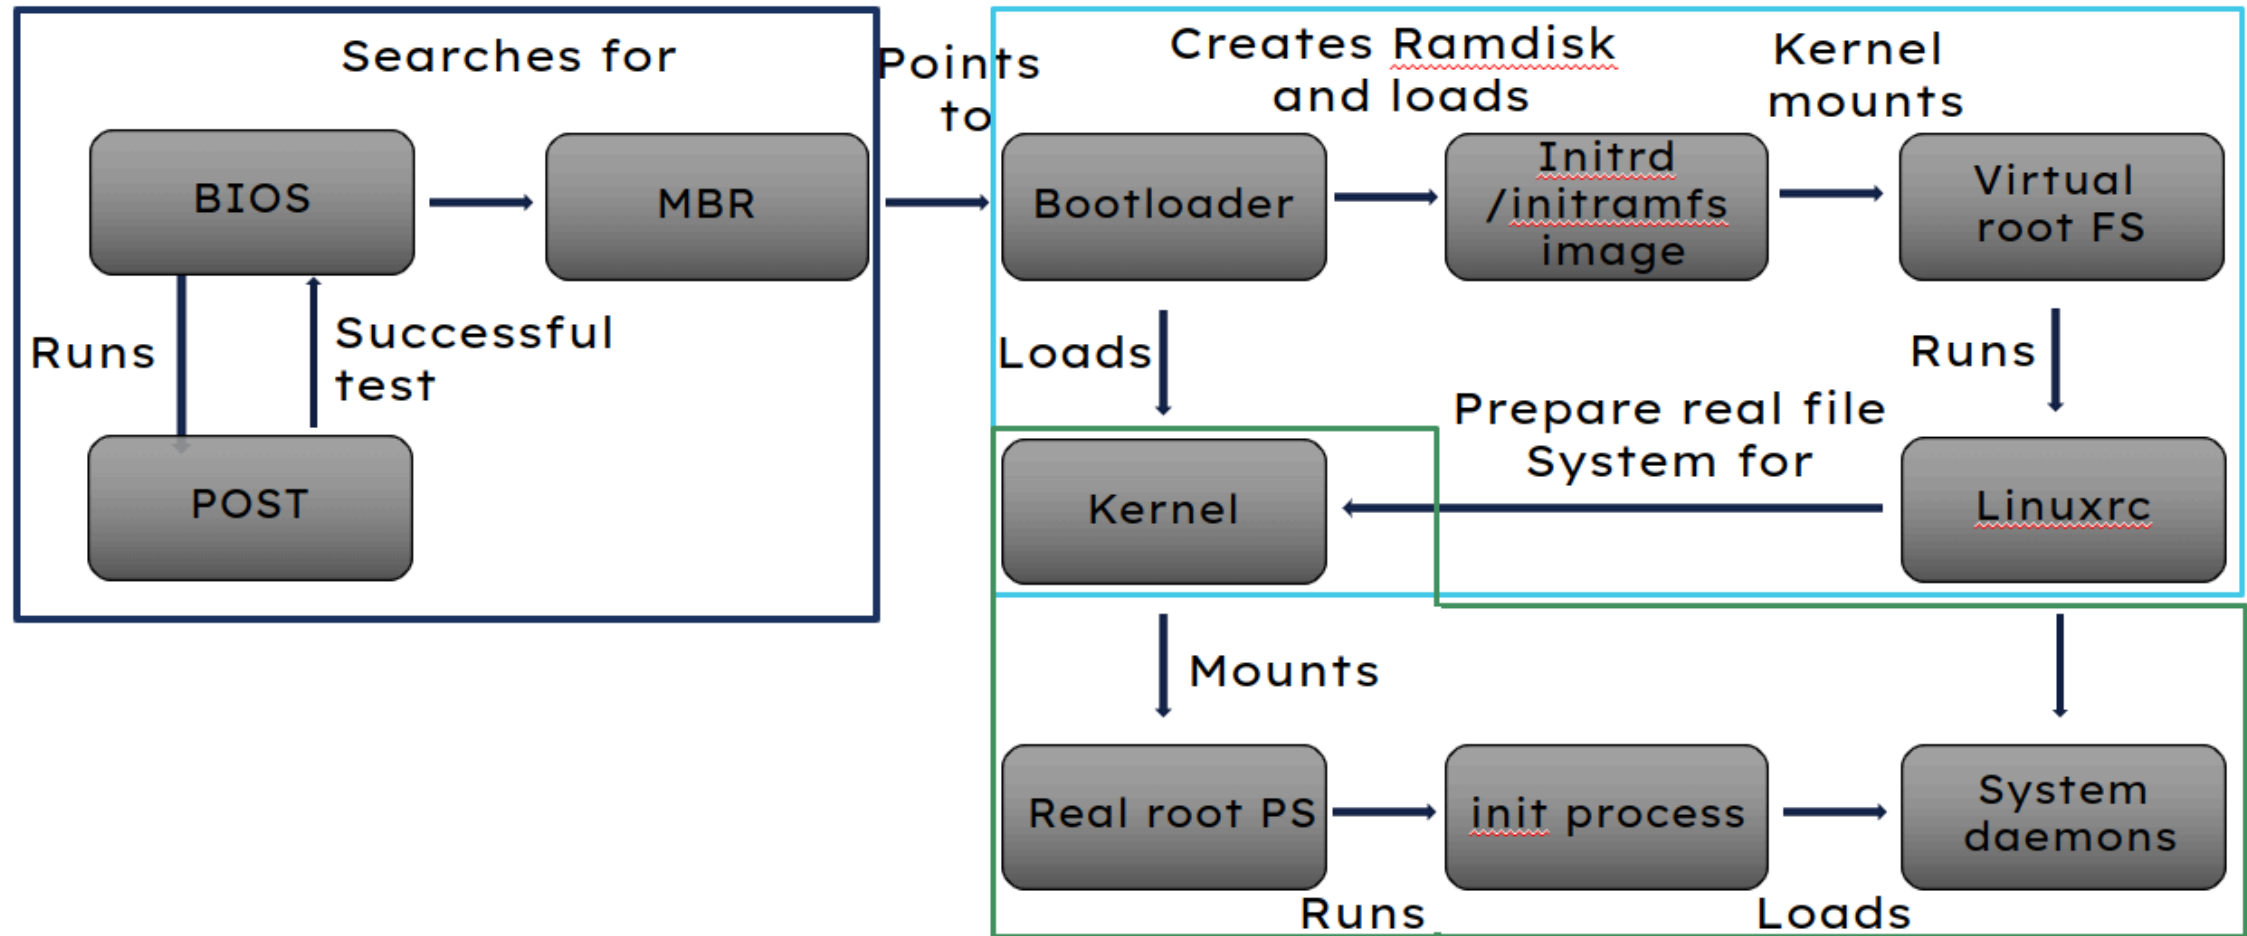 Searches for
Points
to
Creates Ramdisk
and loads
Kernel
mounts
BIOS
MBR
Bootloader
Initrd
/initramfs
image
Virtual
root FS
Runs
Successful
test
Loads
Runs
Prepare real file
System for
POST
Kernel
Linuxrc
Mounts
Real root PS
init process
System
daemons
Runs
Loads